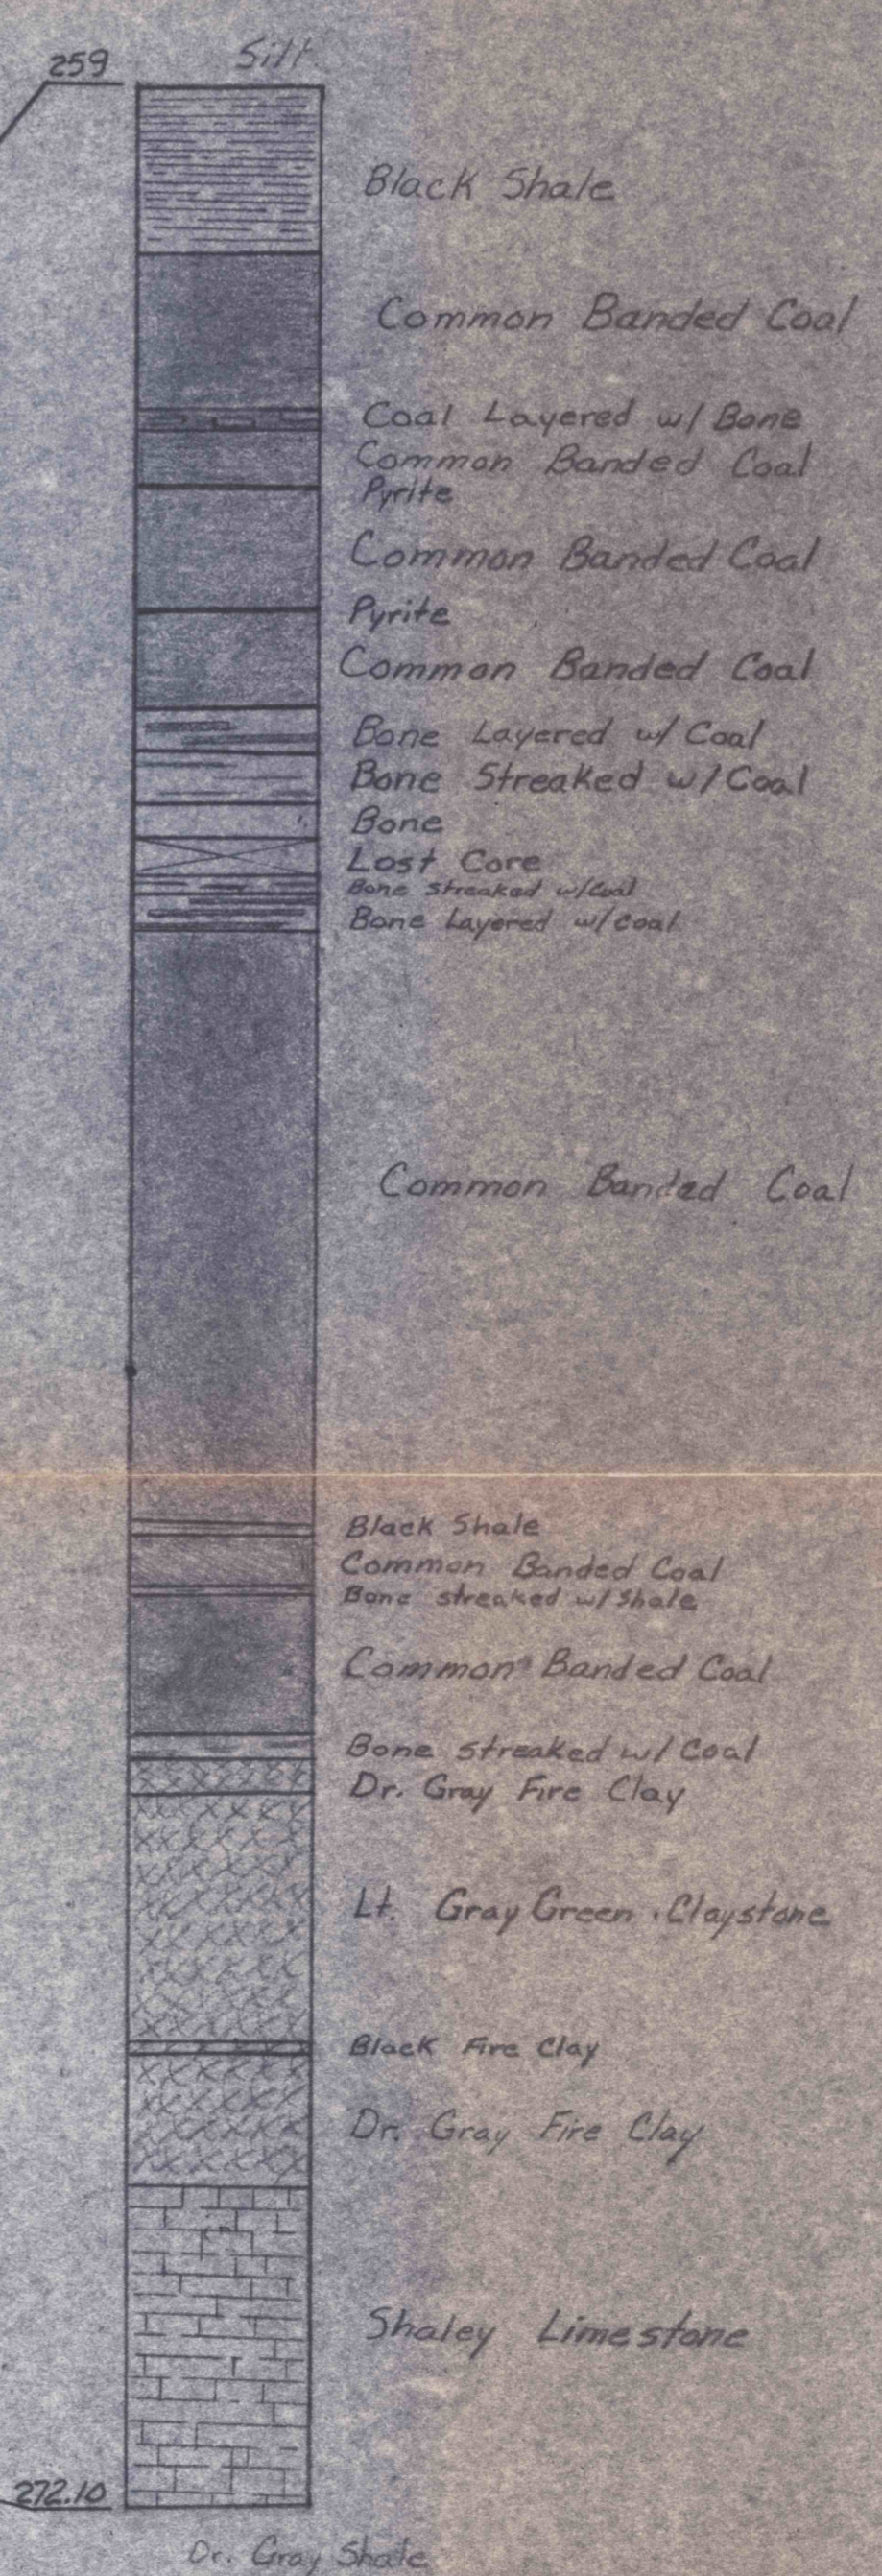 259
Silt.
Black Shale
Common Banded Coal
Coal Layered w/ Bone
Common Banded Coal
Pyrite
Common Banded Coal
Pyrite
Common Banded Coal
Bone Layered w/ Coal
Bone Streaked w/ Coal
Bone
Lost Core
Bone Streaked w/Coal
Bone Layered w/coal
Common Banded Coal
Black Shale
Common Banded Coal
Bone streaked w/ Shale
Common Banded Coal
Bone streaked w/ Coal
Dr. Gray Fire Clay
Lt. Gray Green Claystone
Black Fire Clay
Dr. Gray Fire Clay
Shaley Limestone
272.10
Dr. Gray Shale